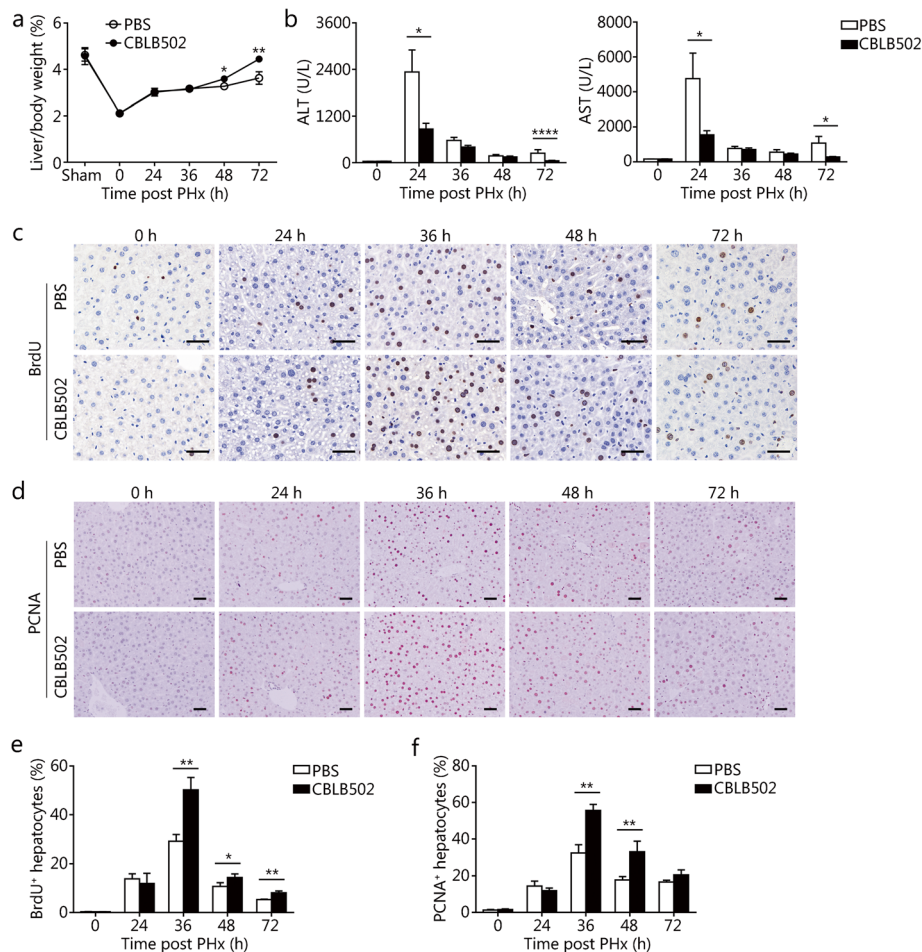 a
Liver/body weight (%)
6
4
2
0
PBS
CBLB502
*
**
Sham 0 24 36 48 72
Time post PHx (h)
b
ALT (U/L)
3600
2400
1200
0
*
****
0 24 36 48 72
Time post PHx (h)
AST (U/L)
8000
6000
4000
2000
0
*
*
PBS
CBLB502
0 24 36 48 72
Time post PHx (h)
c
0 h 24 h 36 h 48 h 72 h
BrdU
PBS
CBLB502
d
0 h 24 h 36 h 48 h 72 h
PCNA
PBS
CBLB502
e
BrdU⁺ hepatocytes (%)
60
40
20
0
**
*
**
PBS
CBLB502
0 24 36 48 72
Time post PHx (h)
f
PCNA⁺ hepatocytes (%)
80
60
40
20
0
**
**
PBS
CBLB502
0 24 36 48 72
Time post PHx (h)